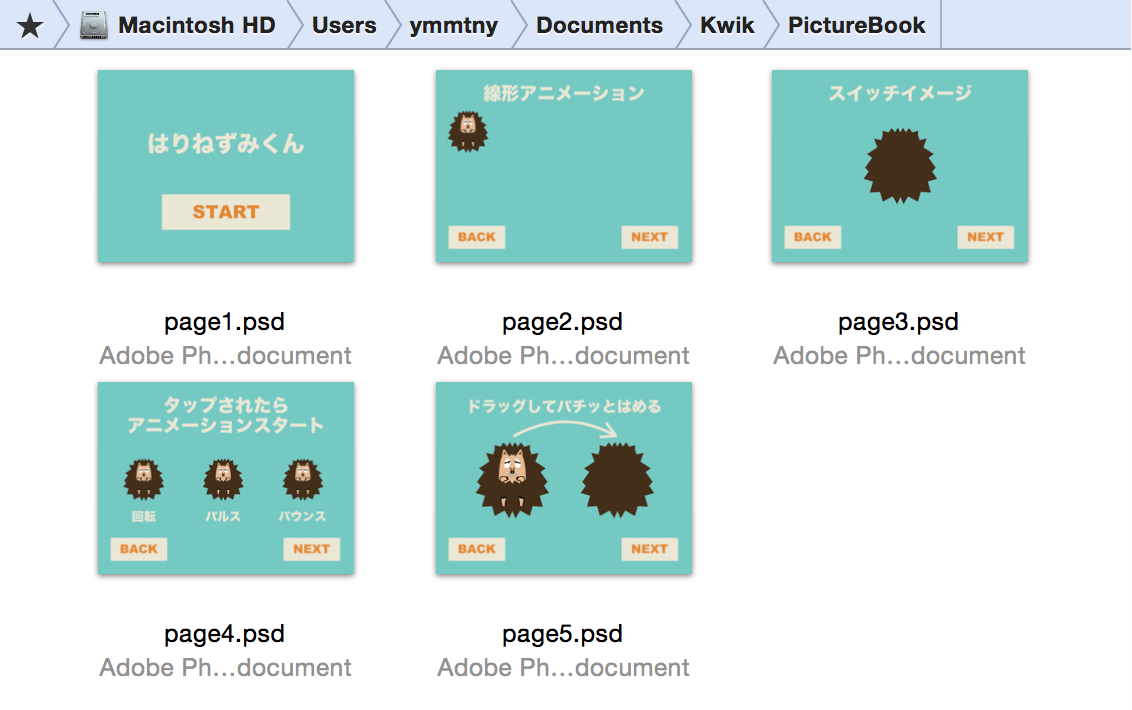 Macintosh HD Users ymmtny Documents Kwik PictureBook
はりねずみくん
START
page1.psd
Adobe Ph...document
線形アニメーション
BACK NEXT
page2.psd
Adobe Ph...document
スイッチイメージ
BACK NEXT
page3.psd
Adobe Ph...document
タップされたら
アニメーションスタート
回転 パルス バウンス
BACK NEXT
page4.psd
Adobe Ph...document
ドラッグしてパチッとはめる
BACK NEXT
page5.psd
Adobe Ph...document